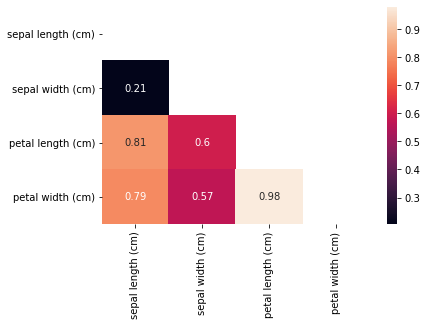 sepal length (cm)
sepal width (cm)
petal length (cm)
petal width (cm)
0.21
0.81 0.6
0.79 0.57 0.98
sepal length (cm)
sepal width (cm)
petal length (cm)
petal width (cm)
0.9
0.8
0.7
0.6
0.5
0.4
0.3